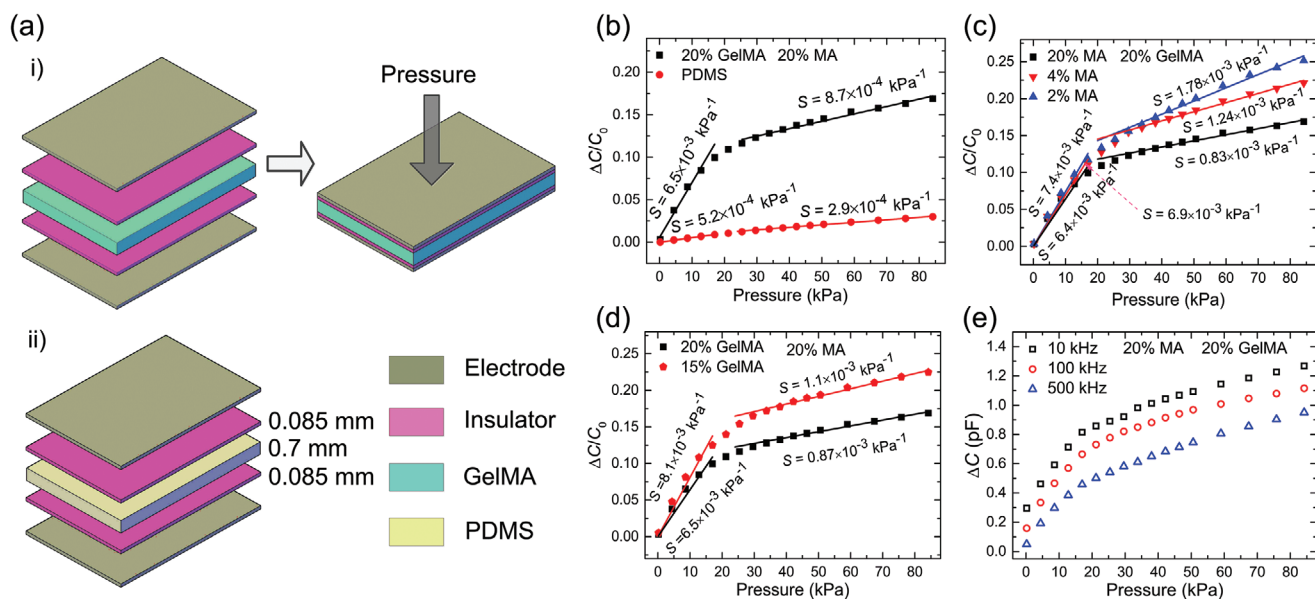 (a)
i)
Pressure
ii)
0.085 mm
0.7 mm
0.085 mm
Electrode
Insulator
GelMA
PDMS
(b)
20% GelMA 20% MA
PDMS
S = 6.5×10⁻³ kPa⁻¹
S = 8.7×10⁻⁴ kPa⁻¹
S = 5.2×10⁻⁴ kPa⁻¹
S = 2.9×10⁻⁴ kPa⁻¹
ΔC/C₀
0.25
0.20
0.15
0.10
0.05
0.00
0 10 20 30 40 50 60 70 80
Pressure (kPa)
(c)
20% MA 20% GelMA
4% MA
2% MA
S = 1.78×10⁻³ kPa⁻¹
S = 1.24×10⁻³ kPa⁻¹
S = 0.83×10⁻³ kPa⁻¹
S = 7.4×10⁻³ kPa⁻¹
S = 6.9×10⁻³ kPa⁻¹
S = 6.4×10⁻³ kPa⁻¹
ΔC/C₀
0.25
0.20
0.15
0.10
0.05
0.00
0 10 20 30 40 50 60 70 80
Pressure (kPa)
(d)
20% GelMA 20% MA
15% GelMA
S = 1.1×10⁻³ kPa⁻¹
S = 0.87×10⁻³ kPa⁻¹
S =8.1×10⁻³ kPa⁻¹
S =6.5×10⁻³ kPa⁻¹
ΔC/C₀
0.25
0.20
0.15
0.10
0.05
0.00
0 10 20 30 40 50 60 70 80
Pressure (kPa)
(e)
10 kHz 20% MA 20% GelMA
100 kHz
500 kHz
ΔC (pF)
1.4
1.2
1.0
0.8
0.6
0.4
0.2
0.0
0 10 20 30 40 50 60 70 80
Pressure (kPa)